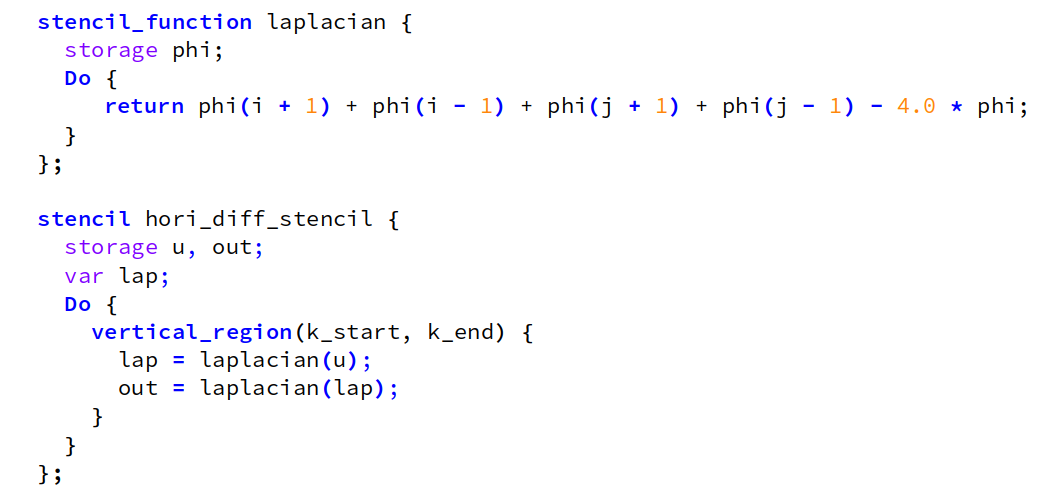 stencil_function laplacian {
  storage phi;
  Do {
     return phi(i + 1) + phi(i - 1) + phi(j + 1) + phi(j - 1) - 4.0 * phi;
  }
};

stencil hori_diff_stencil {
  storage u, out;
  var lap;
  Do {
    vertical_region(k_start, k_end) {
      lap = laplacian(u);
      out = laplacian(lap);
    }
  }
};